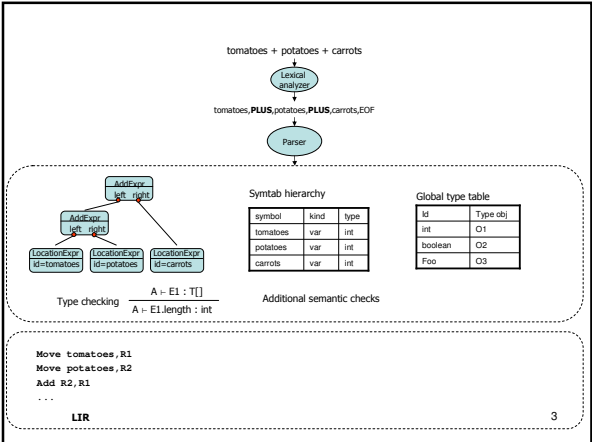 tomatoes + potatoes + carrots
Lexical
analyzer
tomatoes,PLUS,potatoes,PLUS,carrots,EOF
Parser
AddExpr
left right
AddExpr
left right
LocationExpr
id=tomatoes
LocationExpr
id=potatoes
LocationExpr
id=carrots
Symtab hierarchy
symbol kind type
tomatoes var int
potatoes var int
carrots var int
Global type table
Id Type obj
int O1
boolean O2
Foo O3
Type checking
A ⊢ E1 : T[]
A ⊢ E1.length : int
Additional semantic checks
Move tomatoes,R1
Move potatoes,R2
Add R2,R1
...
LIR
3